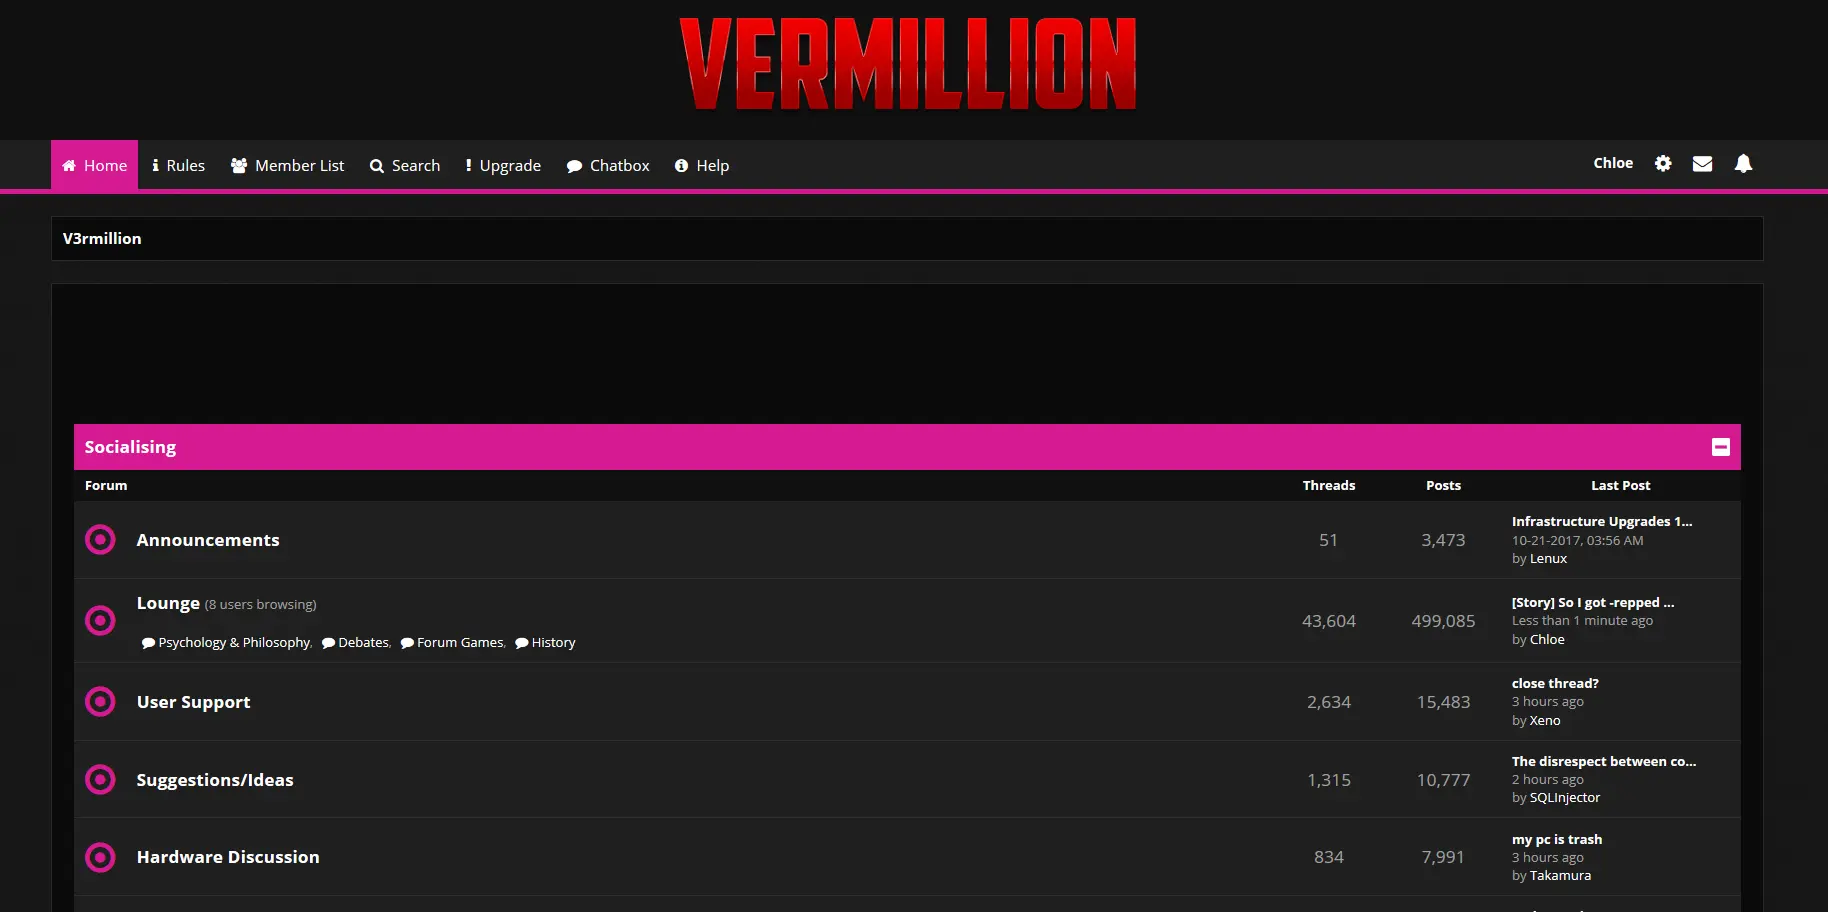 VERMILLION
Home Rules Member List Search Upgrade Chatbox Help Chloe
V3rmillion
Socialising
Forum Threads Posts Last Post
Announcements 51 3,473 Infrastructure Upgrades 1...
10-21-2017, 03:56 AM
by Lenux
Lounge (8 users browsing) 43,604 499,085 [Story] So I got -repped ...
Less than 1 minute ago
Psychology & Philosophy, Debates, Forum Games, History by Chloe
User Support 2,634 15,483 close thread?
3 hours ago
by Xeno
Suggestions/Ideas 1,315 10,777 The disrespect between co...
2 hours ago
by SQLInjector
Hardware Discussion 834 7,991 my pc is trash
3 hours ago
by Takamura